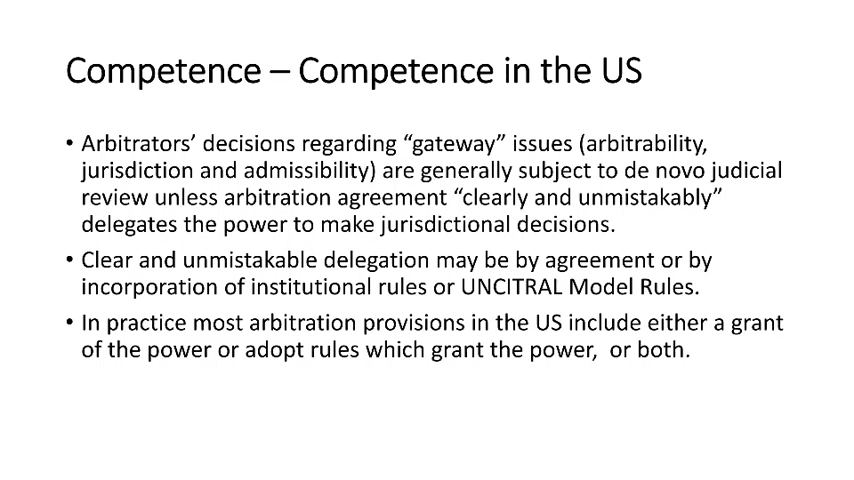 Competence – Competence in the US
• Arbitrators’ decisions regarding “gateway” issues (arbitrability,
jurisdiction and admissibility) are generally subject to de novo judicial
review unless arbitration agreement “clearly and unmistakably”
delegates the power to make jurisdictional decisions.
• Clear and unmistakable delegation may be by agreement or by
incorporation of institutional rules or UNCITRAL Model Rules.
• In practice most arbitration provisions in the US include either a grant
of the power or adopt rules which grant the power,  or both.